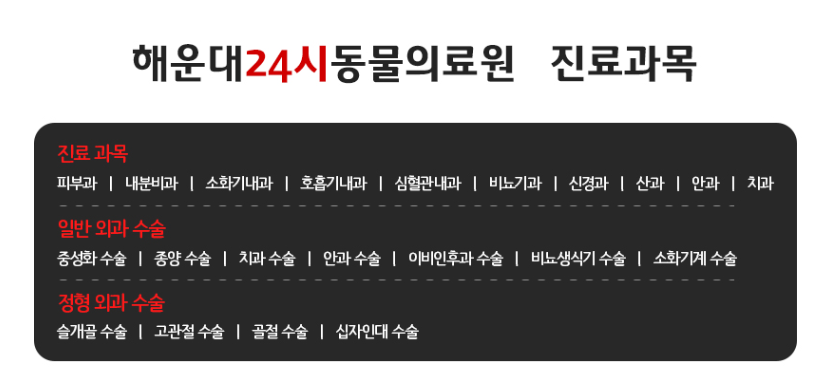 해운대24시동물의료원 진료과목
진료 과목
피부과 | 내분비과 | 소화기내과 | 호흡기내과 | 심혈관내과 | 비뇨기과 | 신경과 | 산과 | 안과 | 치과
일반 외과 수술
중성화 수술 | 종양 수술 | 치과 수술 | 안과 수술 | 이비인후과 수술 | 비뇨생식기 수술 | 소화기계 수술
정형 외과 수술
슬개골 수술 | 고관절 수술 | 골절 수술 | 십자인대 수술